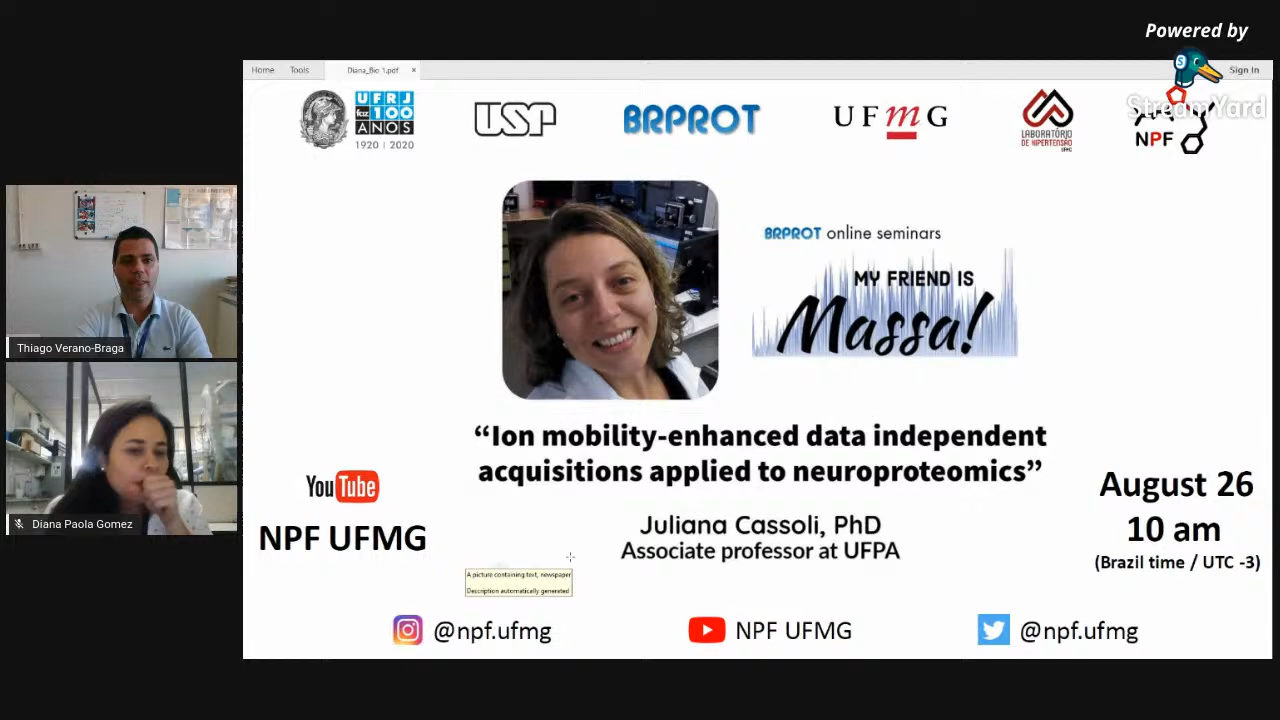 Powered by
StreamYard
Home Tools Diana_Bio 1.pdf × Sign In
UFRJ
faz 100
ANOS
1920 | 2020
USP
BRPROT
UFmG
LABORATÓRIO
DE HIPERTENSÃO
NPF
BRPROT online seminars
MY FRIEND IS
Massa!
Thiago Verano-Braga
Diana Paola Gomez
“Ion mobility-enhanced data independent
acquisitions applied to neuroproteomics”
Juliana Cassoli, PhD
Associate professor at UFPA
YouTube
NPF UFMG
August 26
10 am
(Brazil time / UTC -3)
A picture containing text, newspaper
Description automatically generated
@npf.ufmg
NPF UFMG
@npf.ufmg